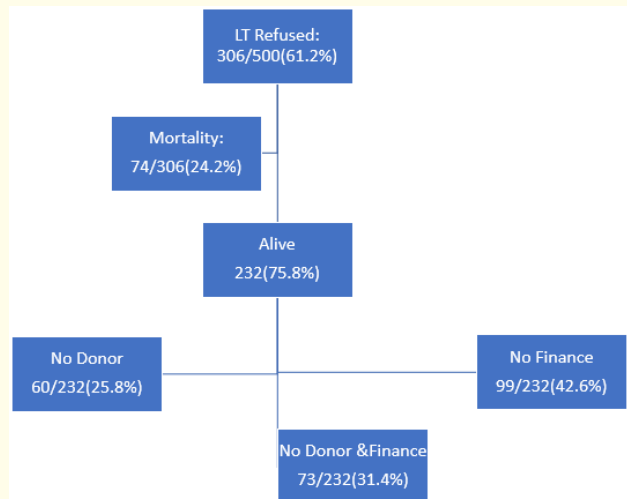 LT Refused:
306/500(61.2%)
Mortality:
74/306(24.2%)
Alive
232(75.8%)
No Donor
60/232(25.8%)
No Finance
99/232(42.6%)
No Donor &Finance
73/232(31.4%)